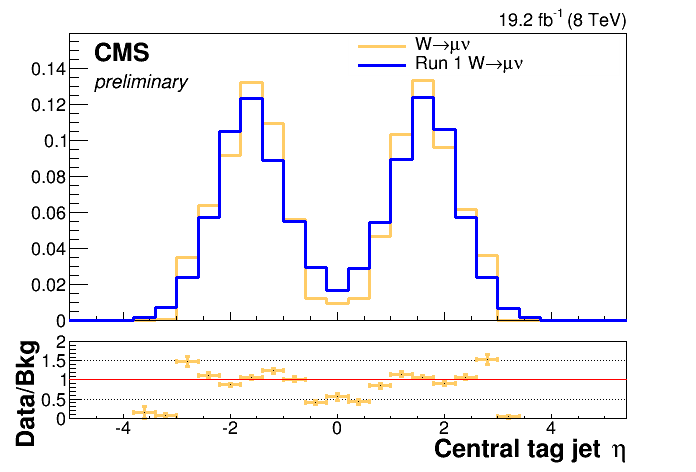 19.2 fb-1 (8 TeV)
CMS
preliminary
W→μν
Run 1 W→μν
0.14
0.12
0.1
0.08
0.06
0.04
0.02
0
Data/Bkg
2
1.5
1
0.5
0
-4 -2 0 2 4
Central tag jet η